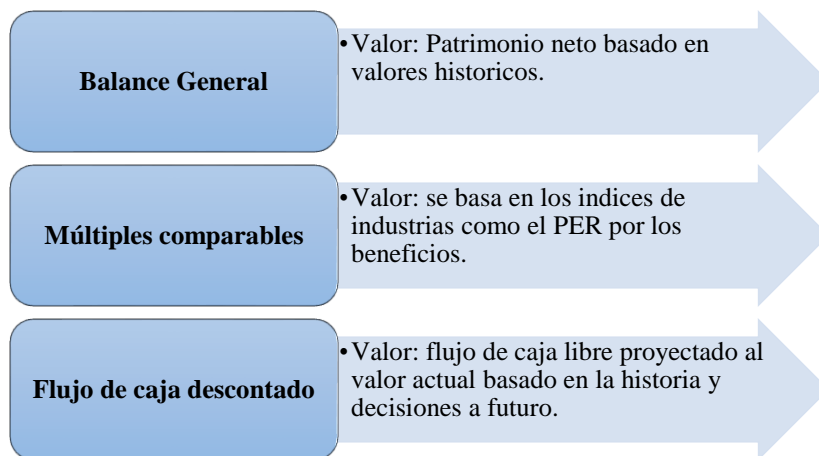 Balance General
•Valor: Patrimonio neto basado en
valores historicos.
Múltiples comparables
•Valor: se basa en los indices de
industrias como el PER por los
beneficios.
Flujo de caja descontado
•Valor: flujo de caja libre proyectado al
valor actual basado en la historia y
decisiones a futuro.